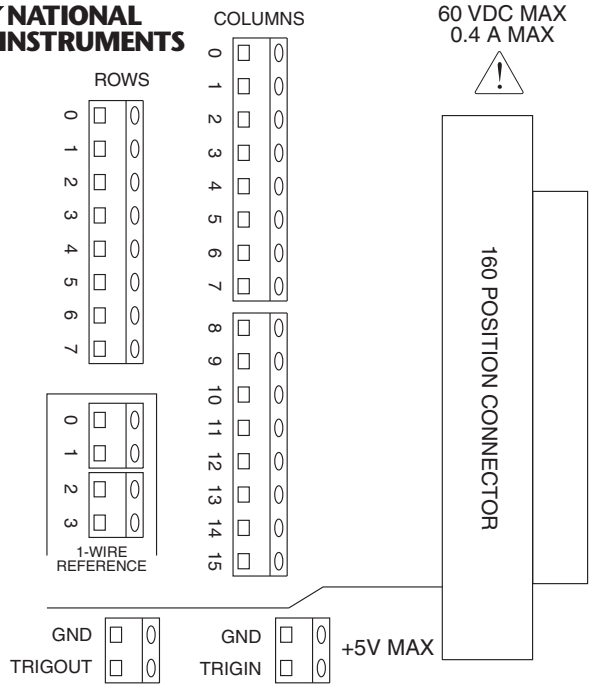 NATIONAL
INSTRUMENTS
COLUMNS
0
1
2
3
4
5
6
7
8
9
10
11
12
13
14
15
ROWS
0
1
2
3
4
5
6
7
0
1
2
3
1-WIRE
REFERENCE
60 VDC MAX
0.4 A MAX
!
160 POSITION CONNECTOR
GND
TRIGOUT
GND
TRIGIN
+5V MAX